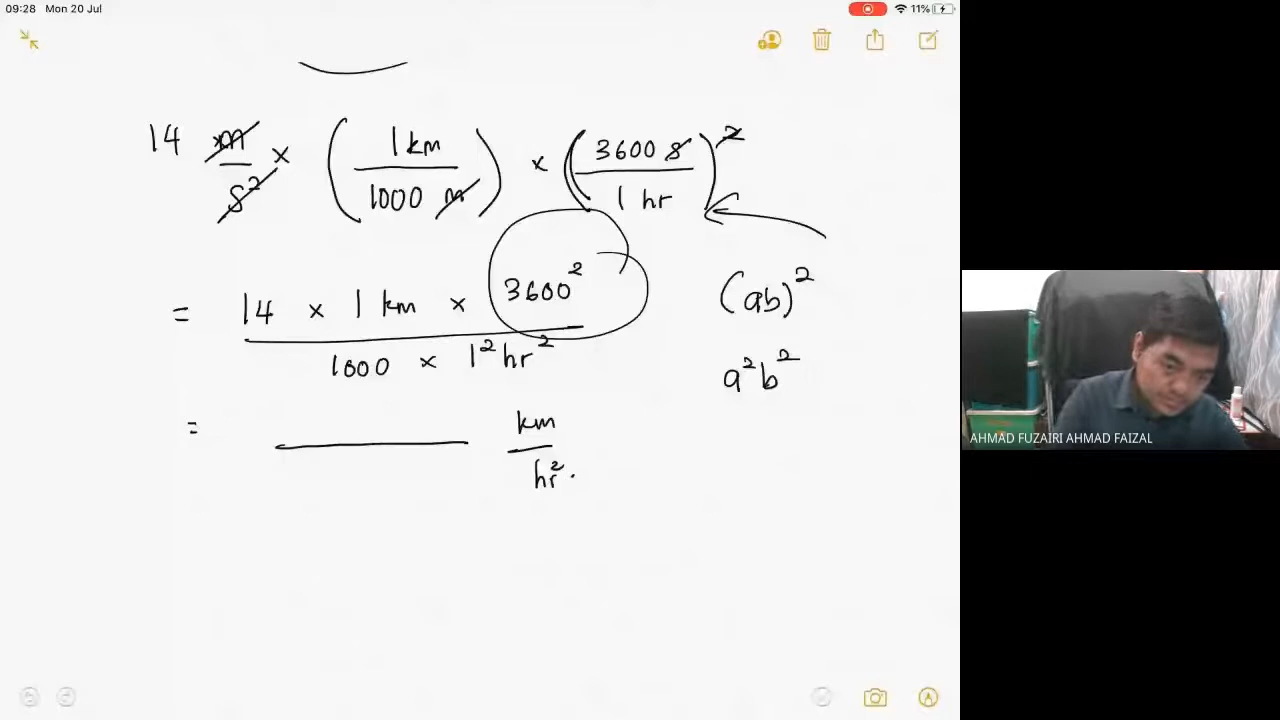 09:28 Mon 20 Jul 11%
14 m/s² × (1 km / 1000 m) × (3600 s / 1 hr)²
= 14 × 1 km × 3600² / 1000 × 1² hr²
(ab)²
a²b²
= ____ km / hr².
AHMAD FUZAIRI AHMAD FAIZAL